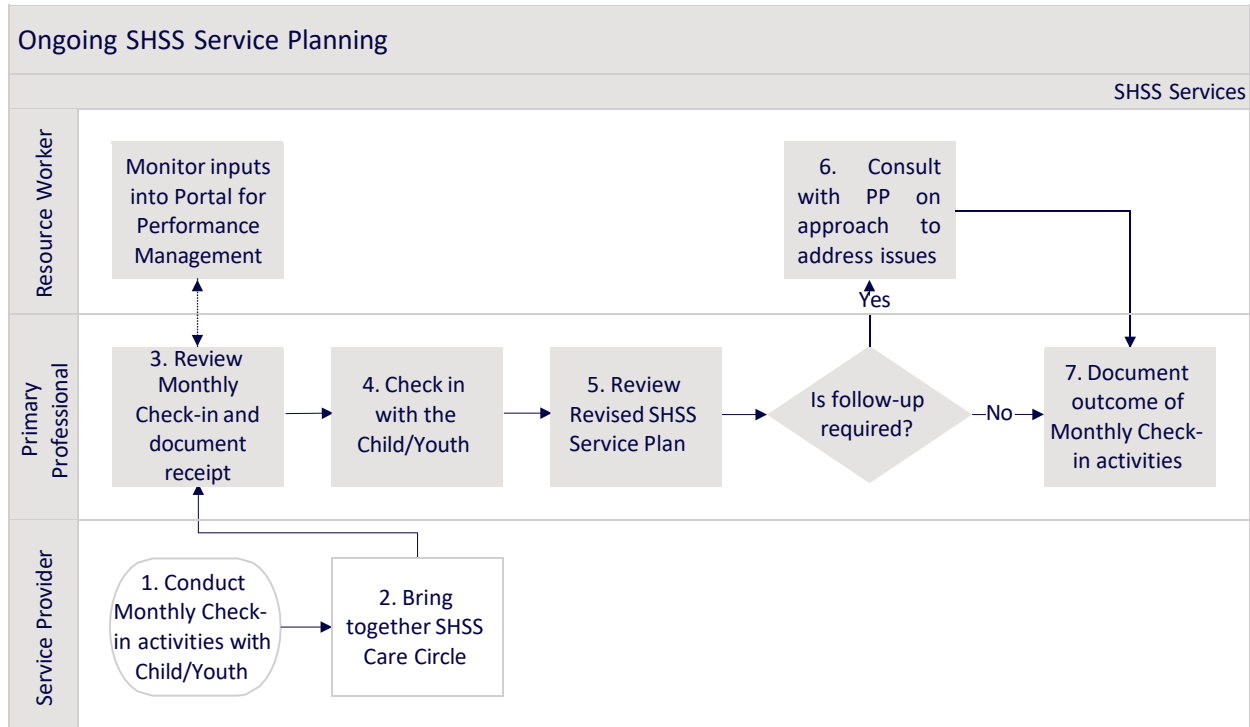 Ongoing SHSS Service Planning
SHSS Services
Resource Worker
Monitor inputs
into Portal for
Performance
Management
6. Consult
with PP on
approach to
address issues
Yes
Primary
Professional
3. Review
Monthly
Check-in and
document
receipt
4. Check in
with the
Child/Youth
5. Review
Revised SHSS
Service Plan
Is follow-up
required?
No
7. Document
outcome of
Monthly Check-
in activities
Service Provider
1. Conduct
Monthly Check-
in activities with
Child/Youth
2. Bring
together SHSS
Care Circle